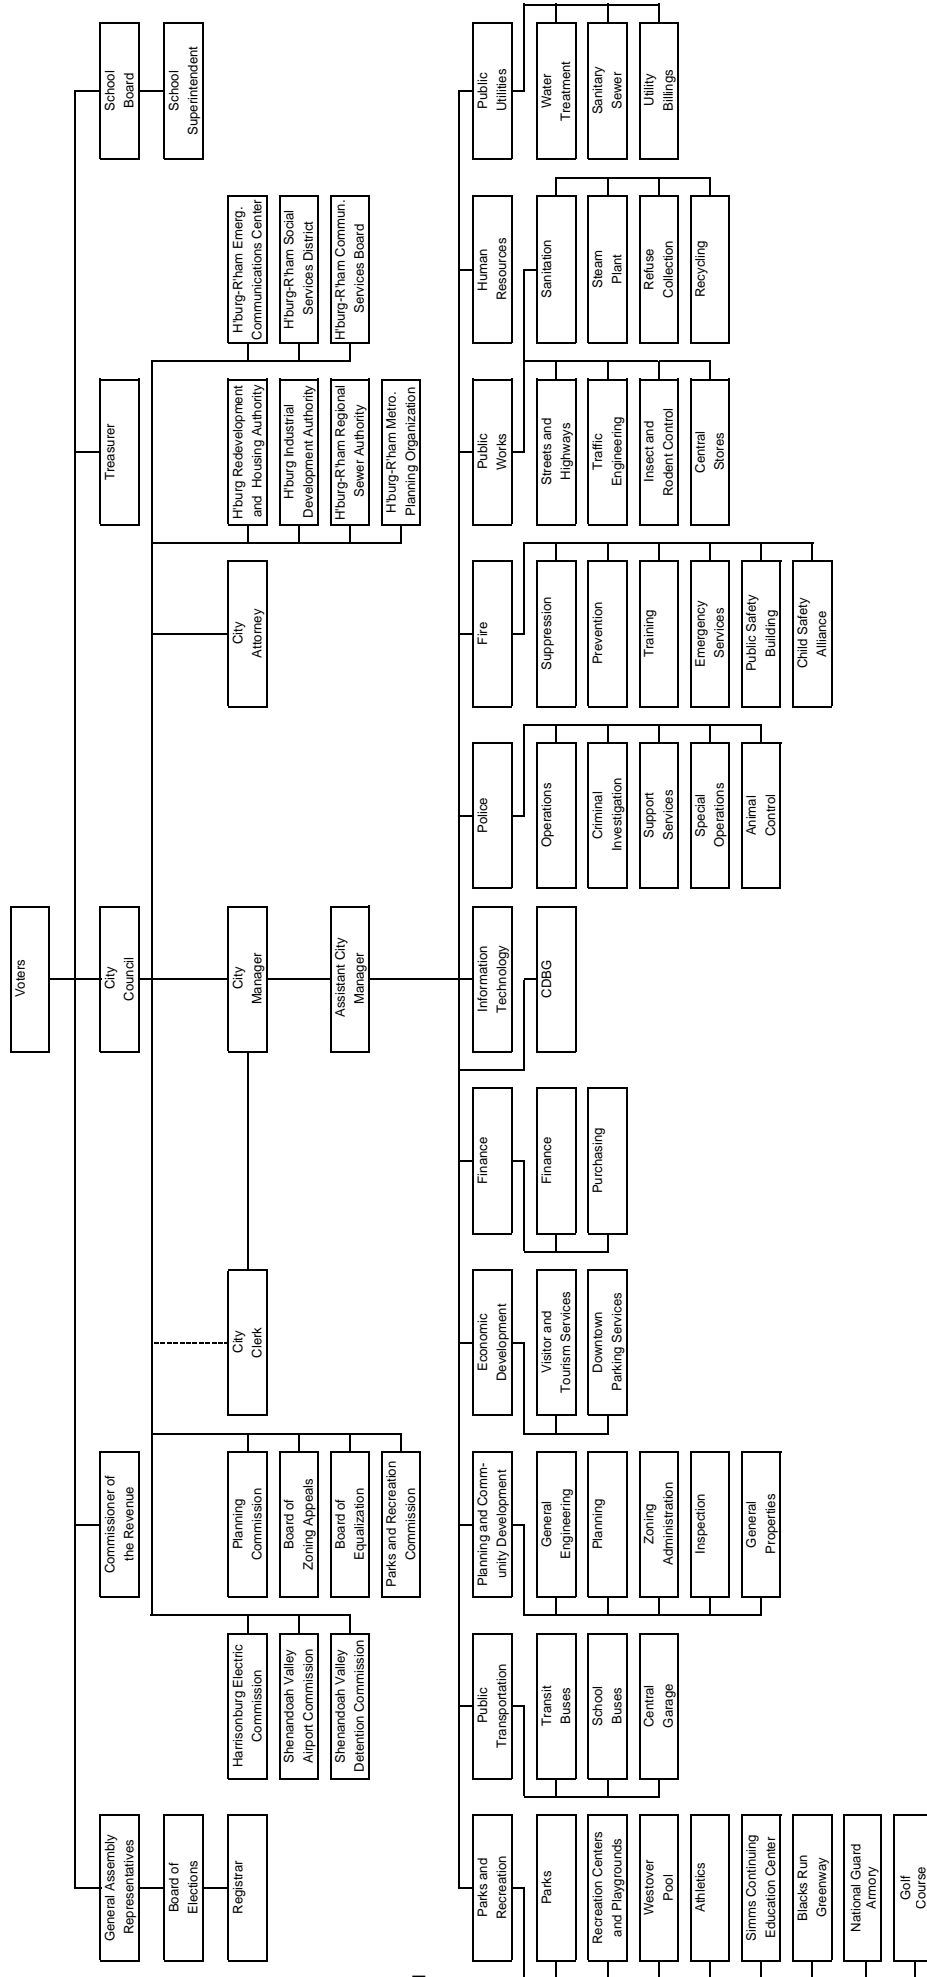 Voters
General Assembly
Representatives
Commissioner of
the Revenue
City
Council
Treasurer
School
Board
Board of
Elections
School
Superintendent
Registrar
Harrisonburg Electric
Commission
Shenandoah Valley
Airport Commission
Shenandoah Valley
Detention Commission
Planning
Commission
Board of
Zoning Appeals
Board of
Equalization
Parks and Recreation
Commission
City
Clerk
City
Manager
City
Attorney
H'burg Redevelopment
and Housing Authority
H'burg Industrial
Development Authority
H'burg-R'ham Regional
Sewer Authority
H'burg-R'ham Metro.
Planning Organization
H'burg-R'ham Emerg.
Communications Center
H'burg-R'ham Social
Services District
H'burg-R'ham Commun.
Services Board
Assistant City
Manager
Parks and
Recreation
Parks
Recreation Centers
and Playgrounds
Westover
Pool
Athletics
Simms Continuing
Education Center
Blacks Run
Greenway
National Guard
Armory
Golf
Course
Public
Transportation
Transit
Buses
School
Buses
Central
Garage
Planning and Comm-
unity Development
General
Engineering
Planning
Zoning
Administration
Inspection
General
Properties
Economic
Development
Visitor and
Tourism Services
Downtown
Parking Services
Finance
Finance
Purchasing
Information
Technology
CDBG
Police
Operations
Criminal
Investigation
Support
Services
Special
Operations
Animal
Control
Fire
Suppression
Prevention
Training
Emergency
Services
Public Safety
Building
Child Safety
Alliance
Public
Works
Streets and
Highways
Traffic
Engineering
Insect and
Rodent Control
Central
Stores
Human
Resources
Sanitation
Steam
Plant
Refuse
Collection
Recycling
Public
Utilities
Water
Treatment
Sanitary
Sewer
Utility
Billings